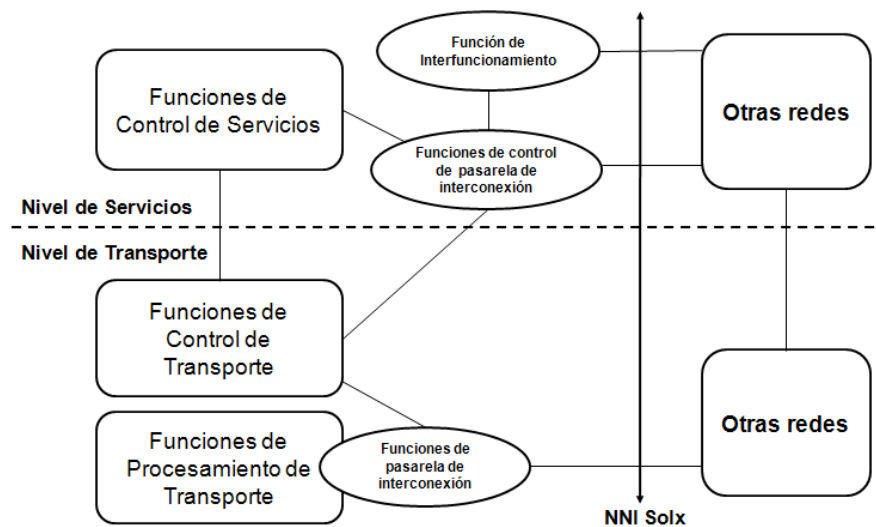 Función de
Interfuncionamiento
Funciones de
Control de Servicios
Otras redes
Funciones de control
de pasarela de
interconexión
Nivel de Servicios
Nivel de Transporte
Funciones de
Control de
Transporte
Otras redes
Funciones de
Procesamiento de
Transporte
Funciones de
pasarela de
interconexión
NNI SoIx